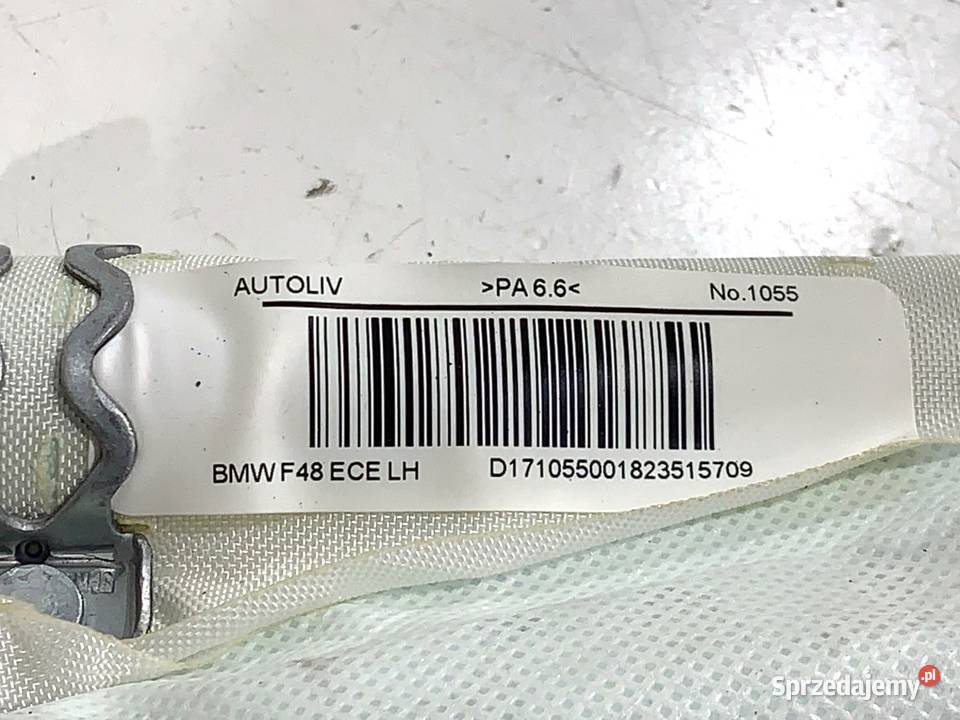 AUTOLIV >PA 6.6< No.1055
BMW F48 ECE LH D171055001823515709
Sprzedajemy.pl